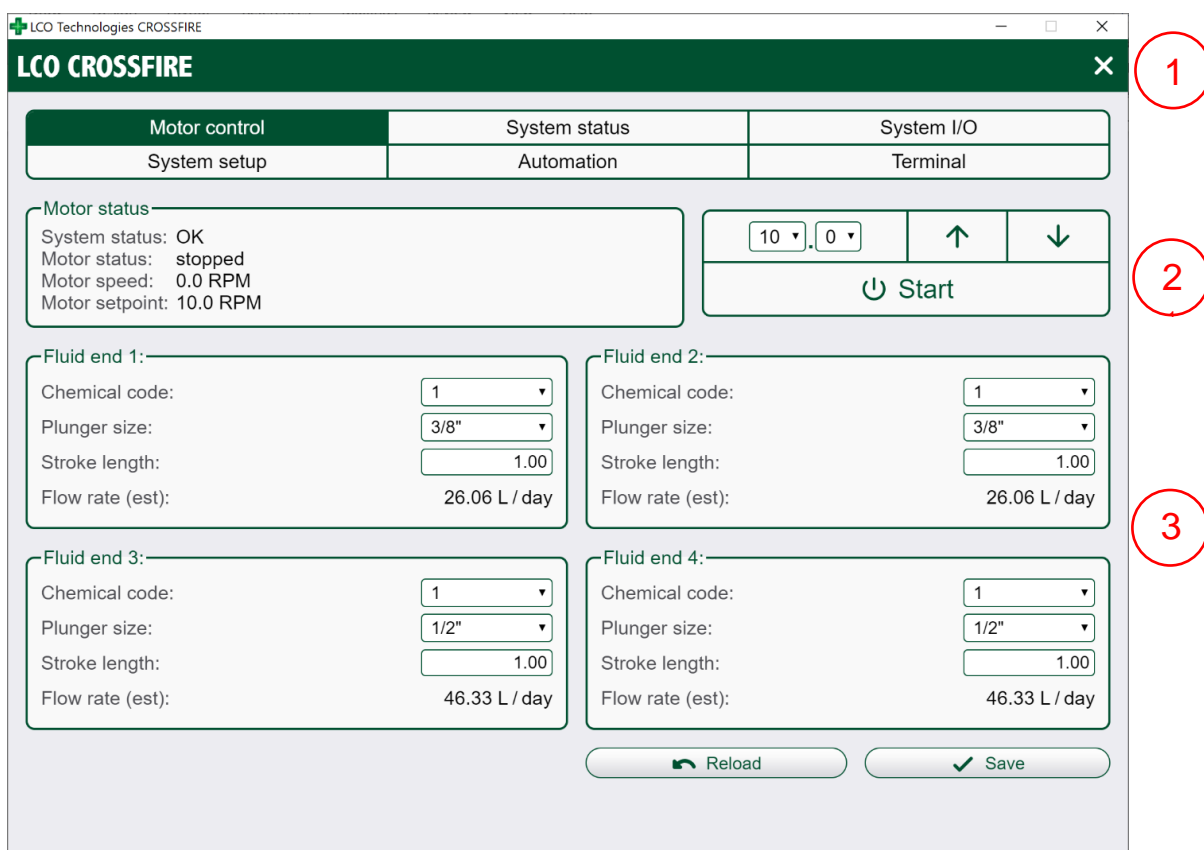 LCO Technologies CROSSFIRE
LCO CROSSFIRE
1
Motor control System status System I/O
System setup Automation Terminal
Motor status
System status: OK
Motor status: stopped
Motor speed: 0.0 RPM
Motor setpoint: 10.0 RPM
10 . 0
Start
2
Fluid end 1:
Chemical code: 1
Plunger size: 3/8"
Stroke length: 1.00
Flow rate (est): 26.06 L / day
Fluid end 2:
Chemical code: 1
Plunger size: 3/8"
Stroke length: 1.00
Flow rate (est): 26.06 L / day
3
Fluid end 3:
Chemical code: 1
Plunger size: 1/2"
Stroke length: 1.00
Flow rate (est): 46.33 L / day
Fluid end 4:
Chemical code: 1
Plunger size: 1/2"
Stroke length: 1.00
Flow rate (est): 46.33 L / day
Reload Save